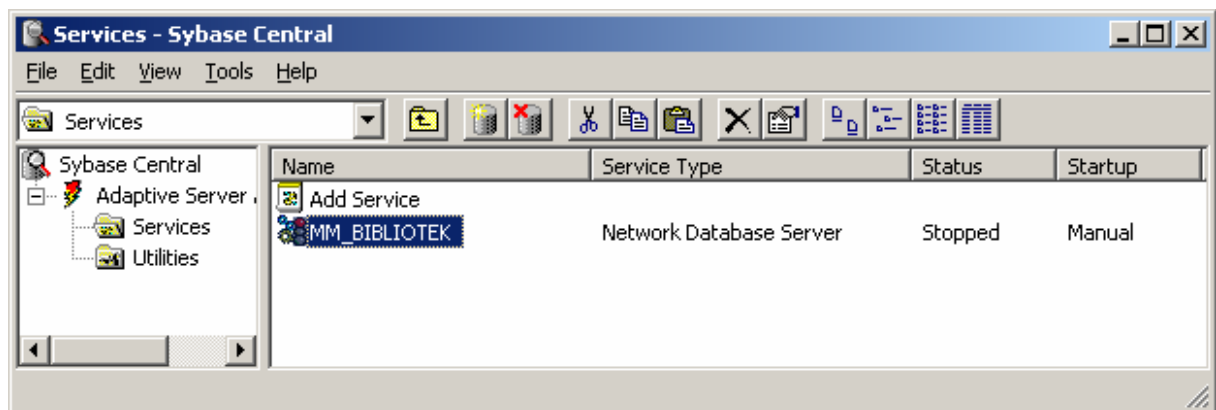 Services - Sybase Central
File Edit View Tools Help
Services
Sybase Central
Adaptive Server
Services
Utilities
Name Service Type Status Startup
Add Service
MM_BIBLIOTEK Network Database Server Stopped Manual